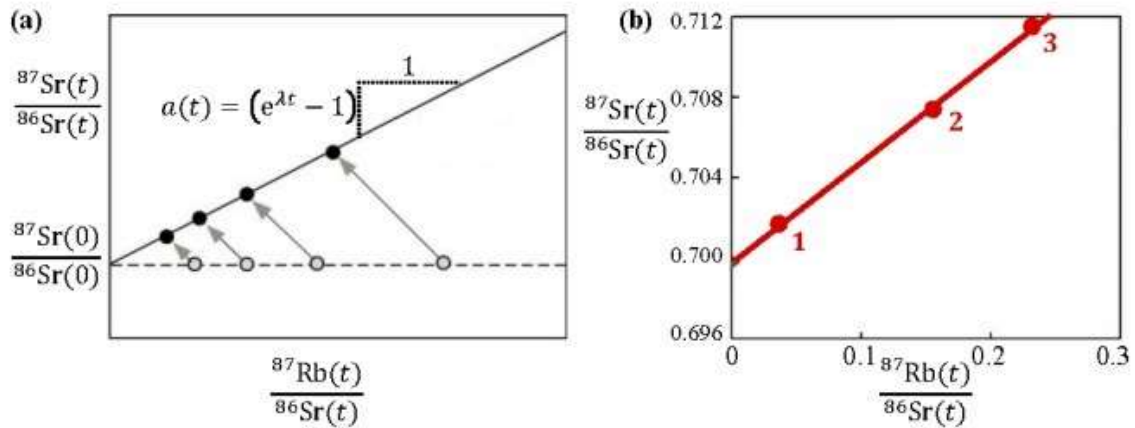 (a)
⁸⁷Sr(t)
⁸⁶Sr(t)
1
a(t) = (e^λt − 1)
⁸⁷Sr(0)
⁸⁶Sr(0)
⁸⁷Rb(t)
⁸⁶Sr(t)
(b)
0.712
⁸⁷Sr(t)
⁸⁶Sr(t)
0.708
0.704
0.700
0.696
3
2
1
0
0.1
0.2
0.3
⁸⁷Rb(t)
⁸⁶Sr(t)